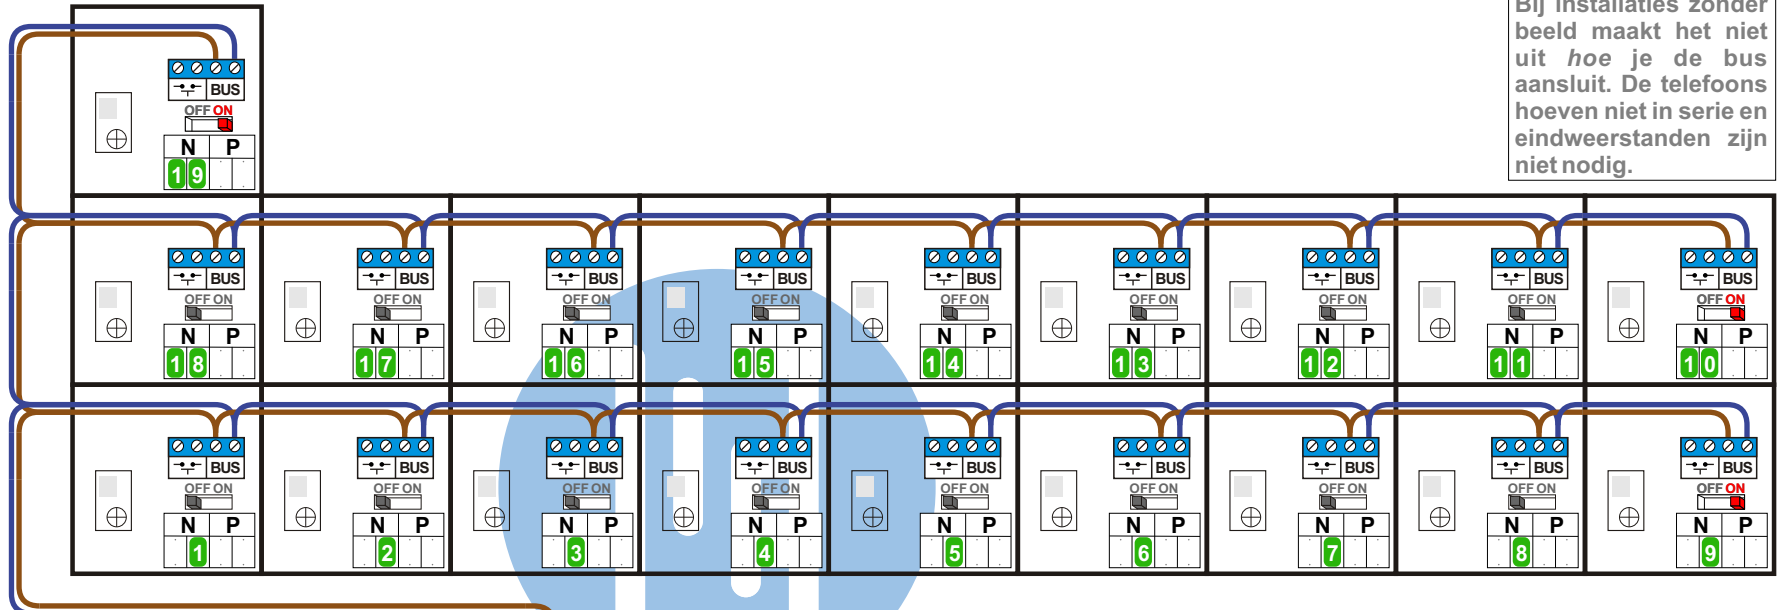 Bij installaties zonder
beeld maakt het niet
uit hoe je de bus
aansluit. De telefoons
hoeven niet in serie en
eindweerstanden zijn
niet nodig.
BUS
OFF ON
N P
19
BUS BUS BUS BUS BUS BUS BUS BUS BUS
OFF ON OFF ON OFF ON OFF ON OFF ON OFF ON OFF ON OFF ON OFF ON
N P N P N P N P N P N P N P N P N P
18 17 16 15 14 13 12 11 10
BUS BUS BUS BUS BUS BUS BUS BUS BUS
OFF ON OFF ON OFF ON OFF ON OFF ON OFF ON OFF ON OFF ON OFF ON
N P N P N P N P N P N P N P N P N P
1 2 3 4 5 6 7 8 9